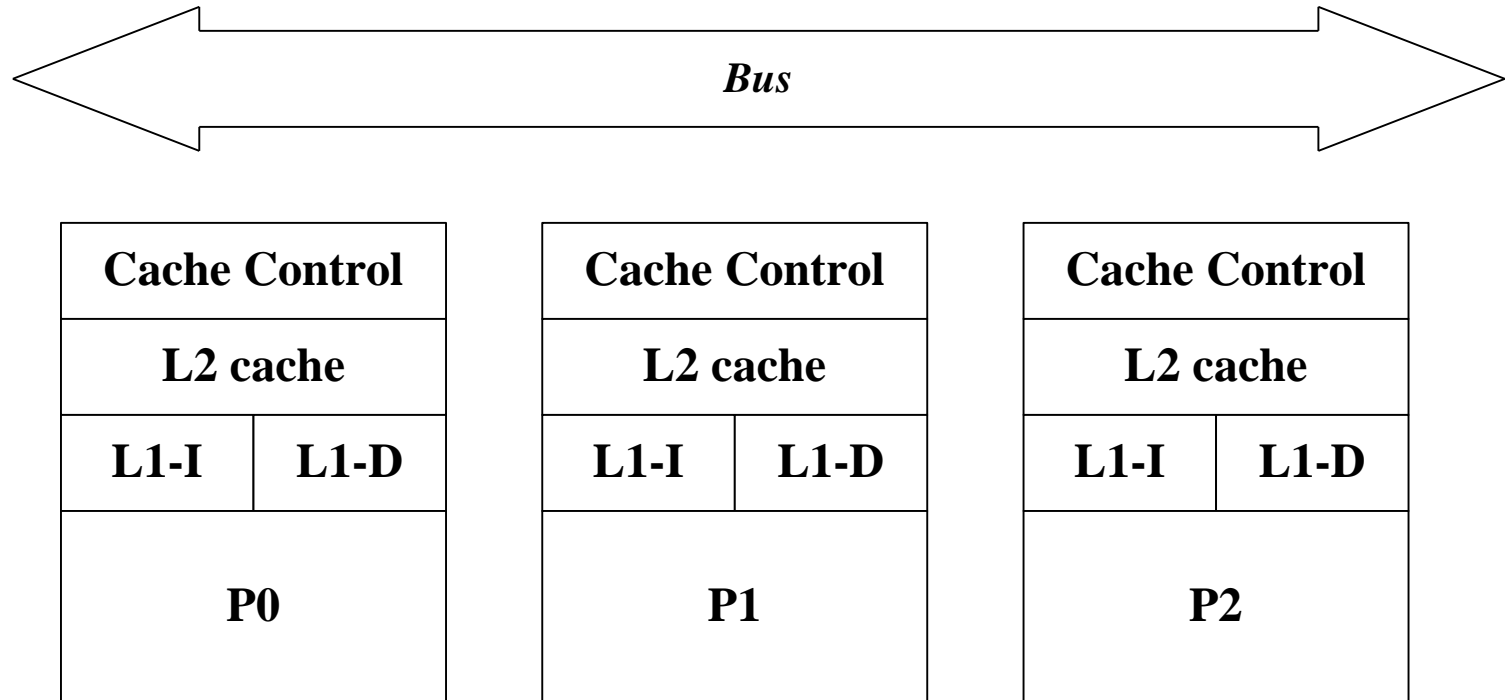 Bus
Cache Control
L2 cache
L1-I L1-D
P0
Cache Control
L2 cache
L1-I L1-D
P1
Cache Control
L2 cache
L1-I L1-D
P2